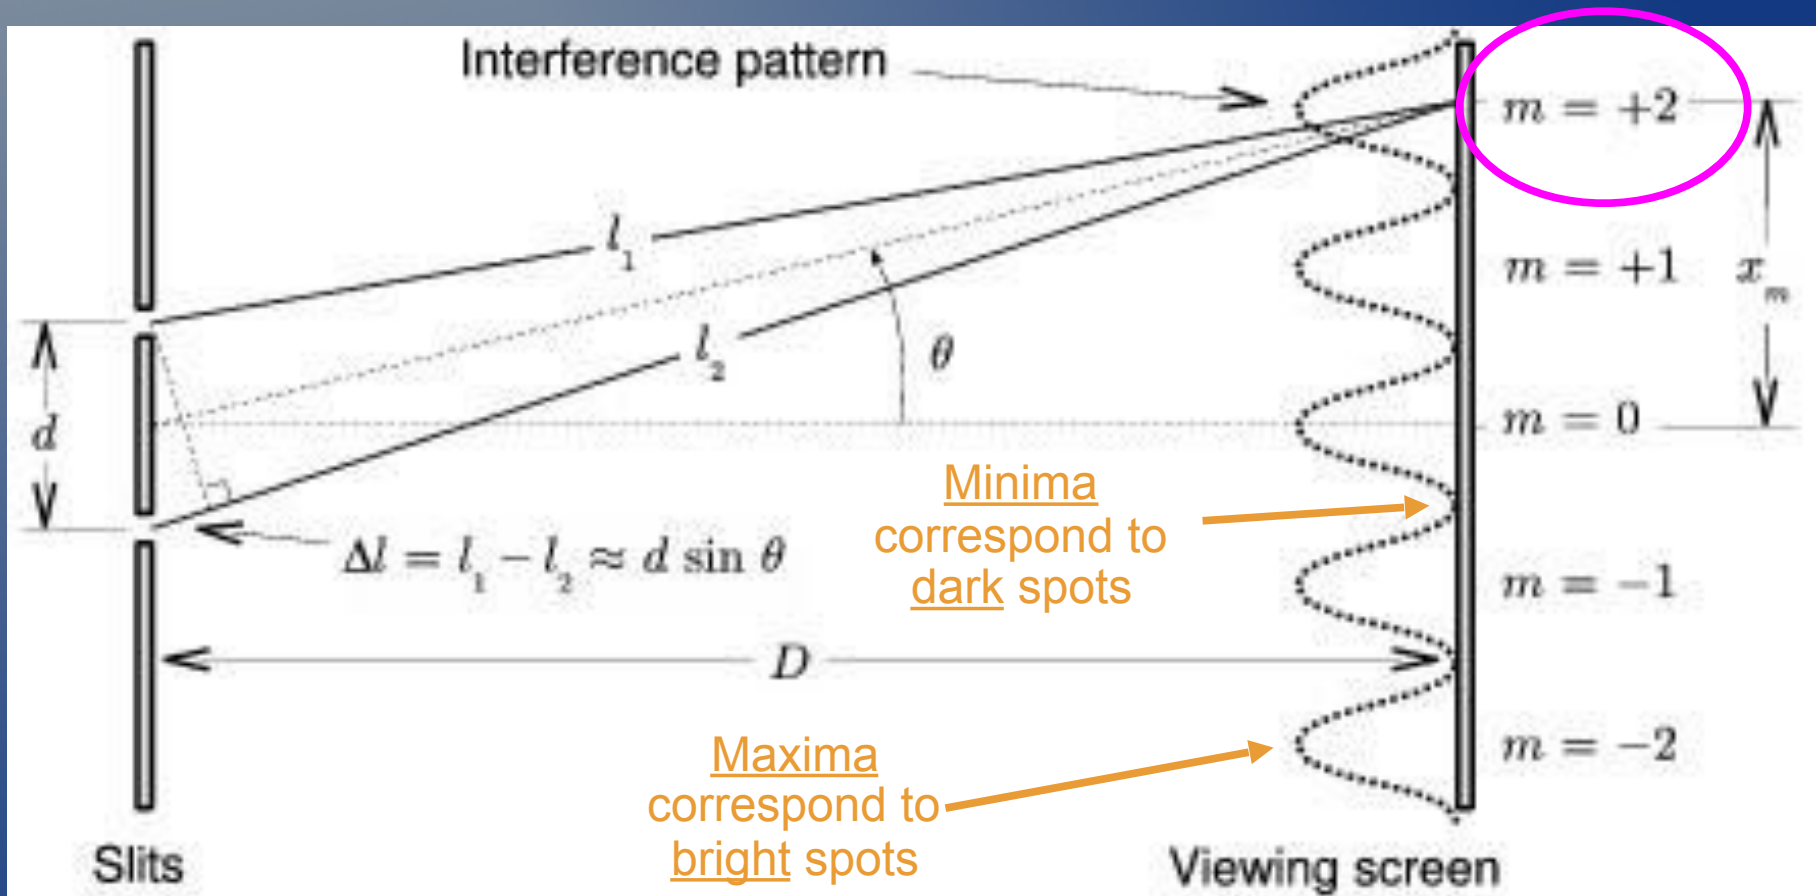 Interference pattern
m = +2
l₁
m = +1
xₘ
l₂
θ
d
m = 0
Minima
correspond to
dark spots
Δl = l₁ − l₂ ≈ d sin θ
m = −1
D
Maxima
correspond to
bright spots
m = −2
Slits
Viewing screen